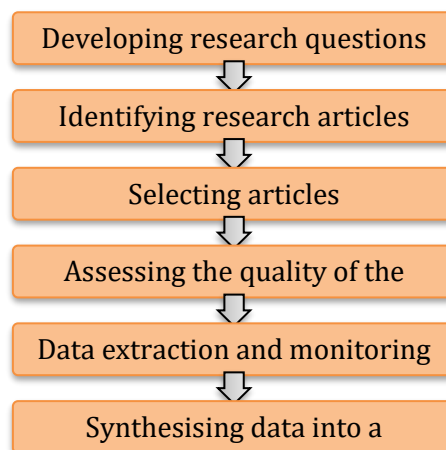 Developing research questions
Identifying research articles
Selecting articles
Assessing the quality of the
Data extraction and monitoring
Synthesising data into a